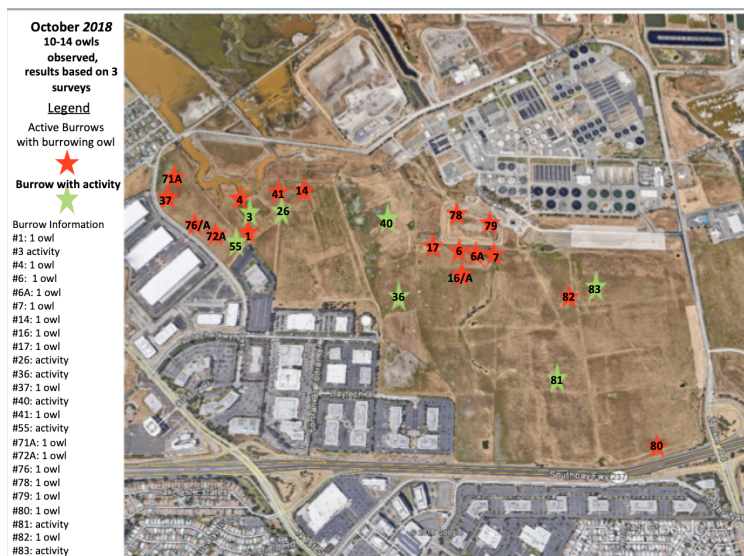 October 2018
10-14 owls
observed,
results based on 3
surveys
Legend
Active Burrows
with burrowing owl
Burrow with activity
Burrow Information
#1: 1 owl
#3 activity
#4: 1 owl
#6: 1 owl
#6A: 1 owl
#7: 1 owl
#14: 1 owl
#16: 1 owl
#17: 1 owl
#26: activity
#36: activity
#37: 1 owl
#40: activity
#41: 1 owl
#55: activity
#71A: 1 owl
#72A: 1 owl
#76: 1 owl
#78: 1 owl
#79: 1 owl
#80: 1 owl
#81: activity
#82: 1 owl
#83: activity
71A
37
4
41
14
3
26
76/A
72A
1
55
40
78
79
17
6
6A
7
16/A
36
82
83
81
80
Baytech D
Southbay Fwy
237